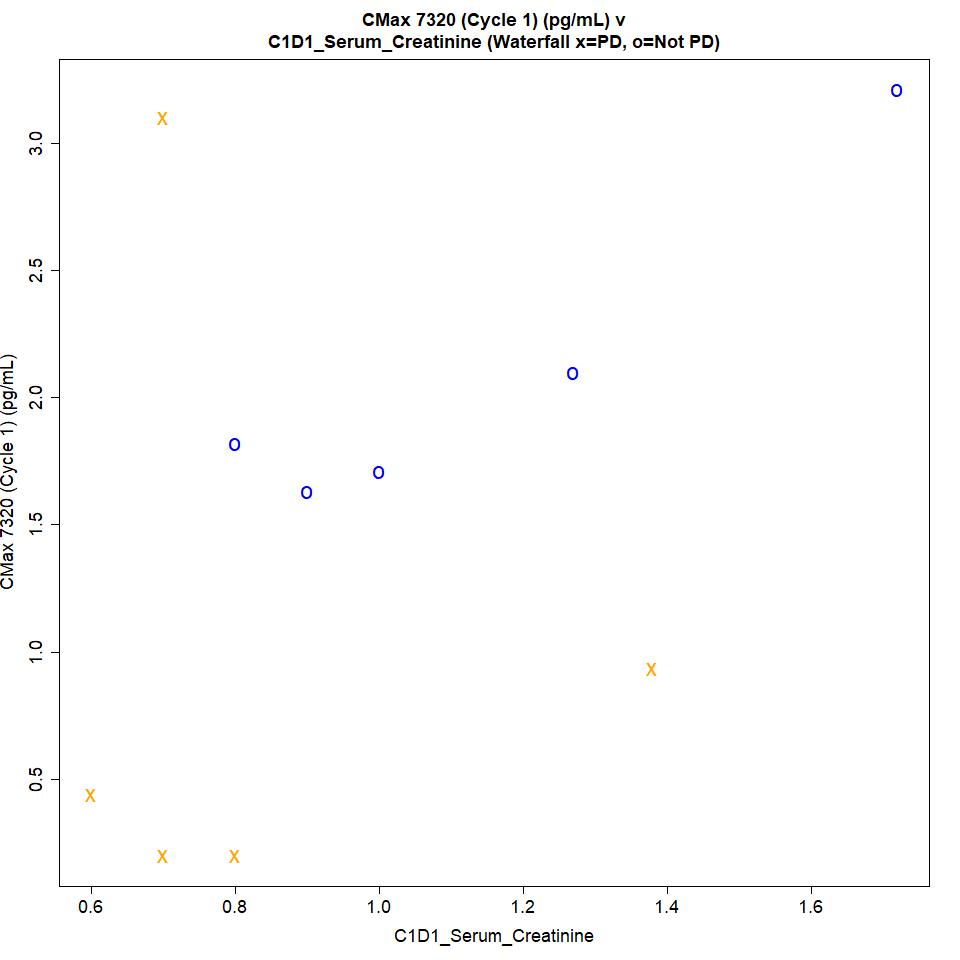 CMax 7320 (Cycle 1) (pg/mL) v
C1D1_Serum_Creatinine (Waterfall x=PD, o=Not PD)
CMax 7320 (Cycle 1) (pg/mL)
3.0
2.5
2.0
1.5
1.0
0.5
x
o
o
o
o
o
x
x
x
x
0.6
0.8
1.0
1.2
1.4
1.6
C1D1_Serum_Creatinine